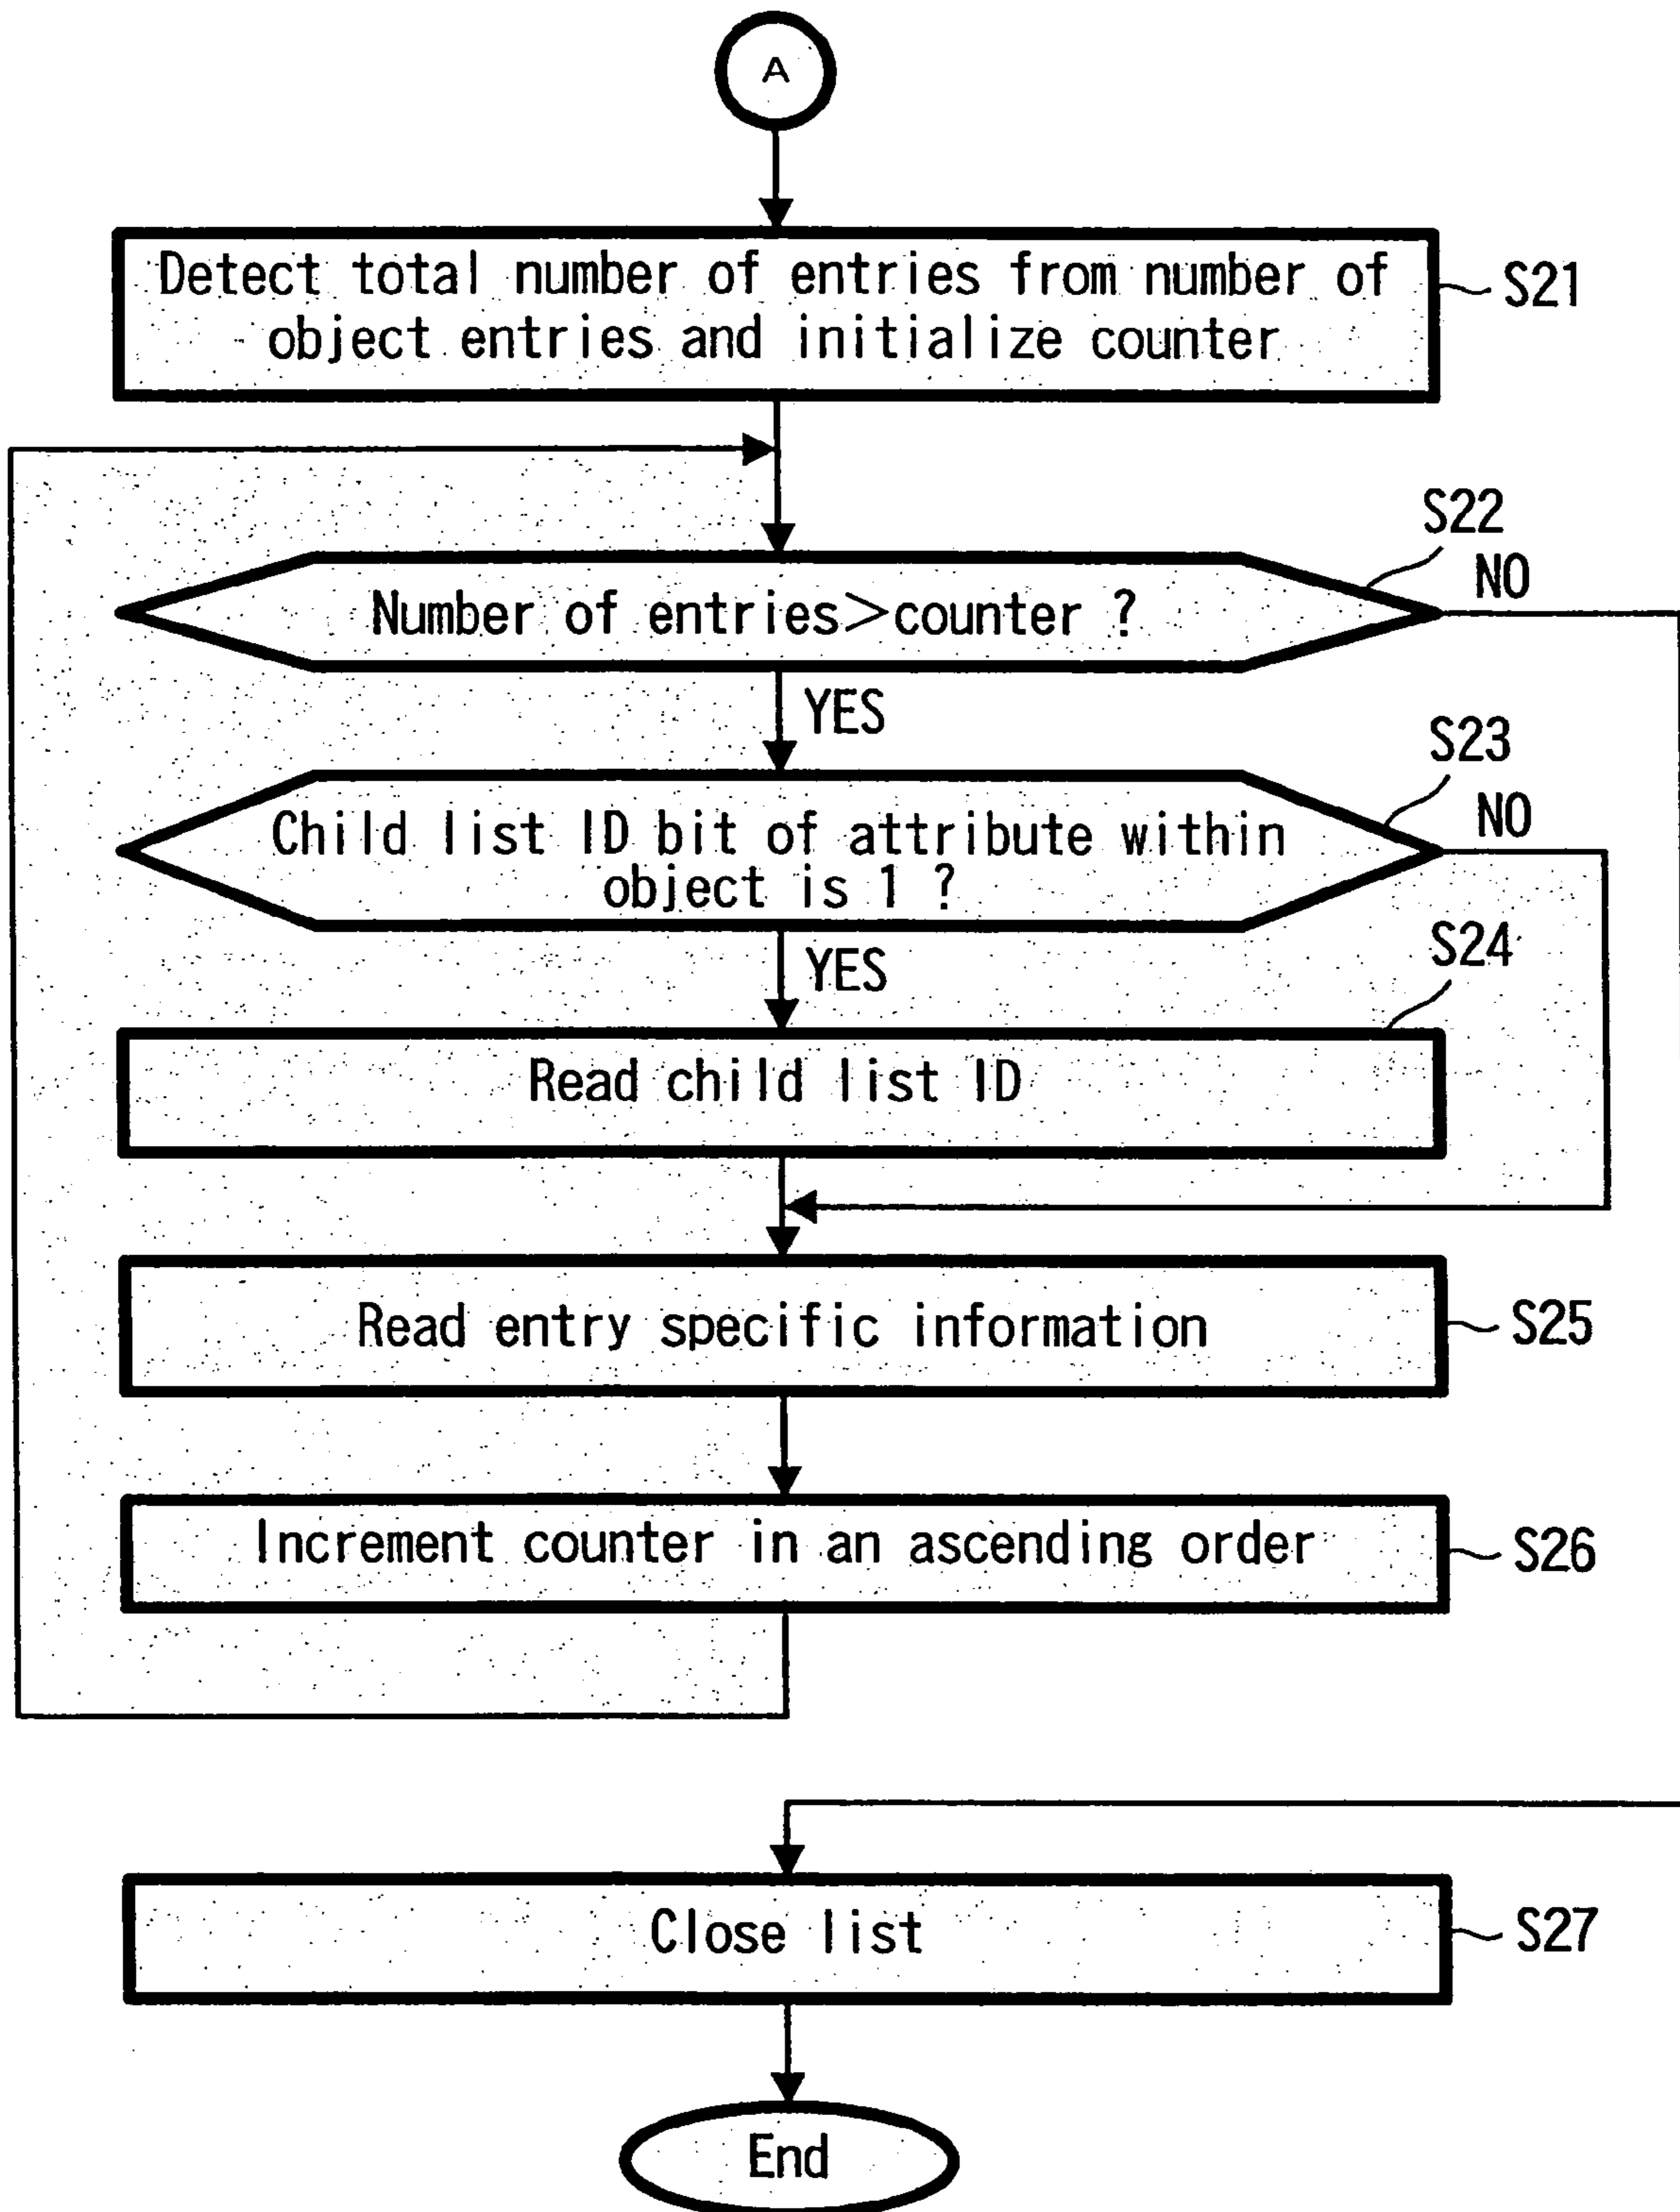 A
Detect total number of entries from number of
object entries and initialize counter
S21
S22
NO
Number of entries>counter ?
YES
S23
NO
Child list ID bit of attribute within
object is 1 ?
YES
S24
Read child list ID
Read entry specific information
S25
Increment counter in an ascending order
S26
Close list
S27
End